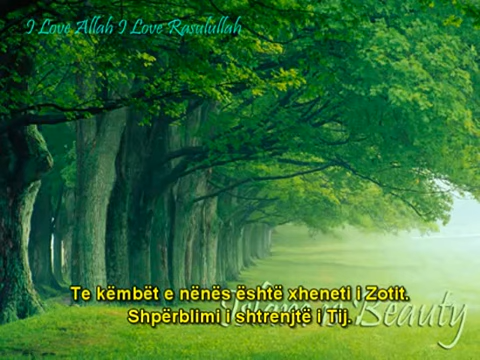 I Love Allah I Love Rasulullah
Te këmbët e nënës është xheneti i Zotit.
Shpërblimi i shtrenjtë i Tij.
Beauty